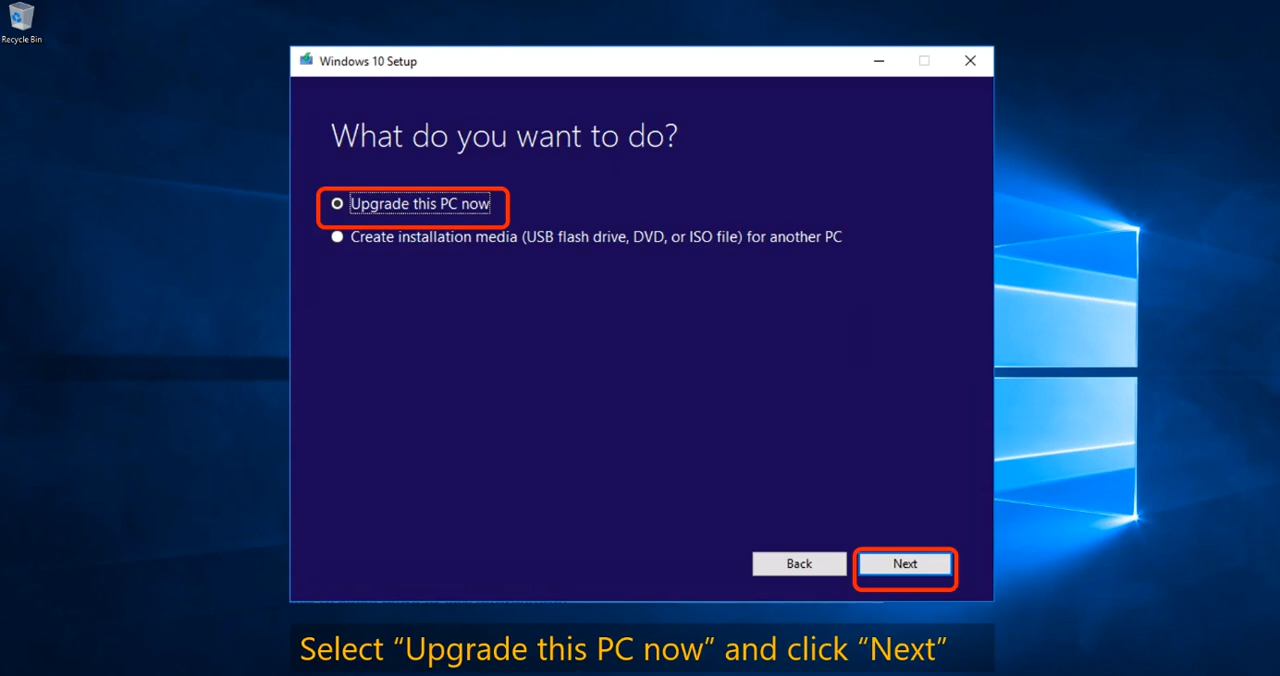 Recycle Bin
Windows 10 Setup
What do you want to do?
Upgrade this PC now
Create installation media (USB flash drive, DVD, or ISO file) for another PC
Back
Next
Select “Upgrade this PC now” and click “Next”